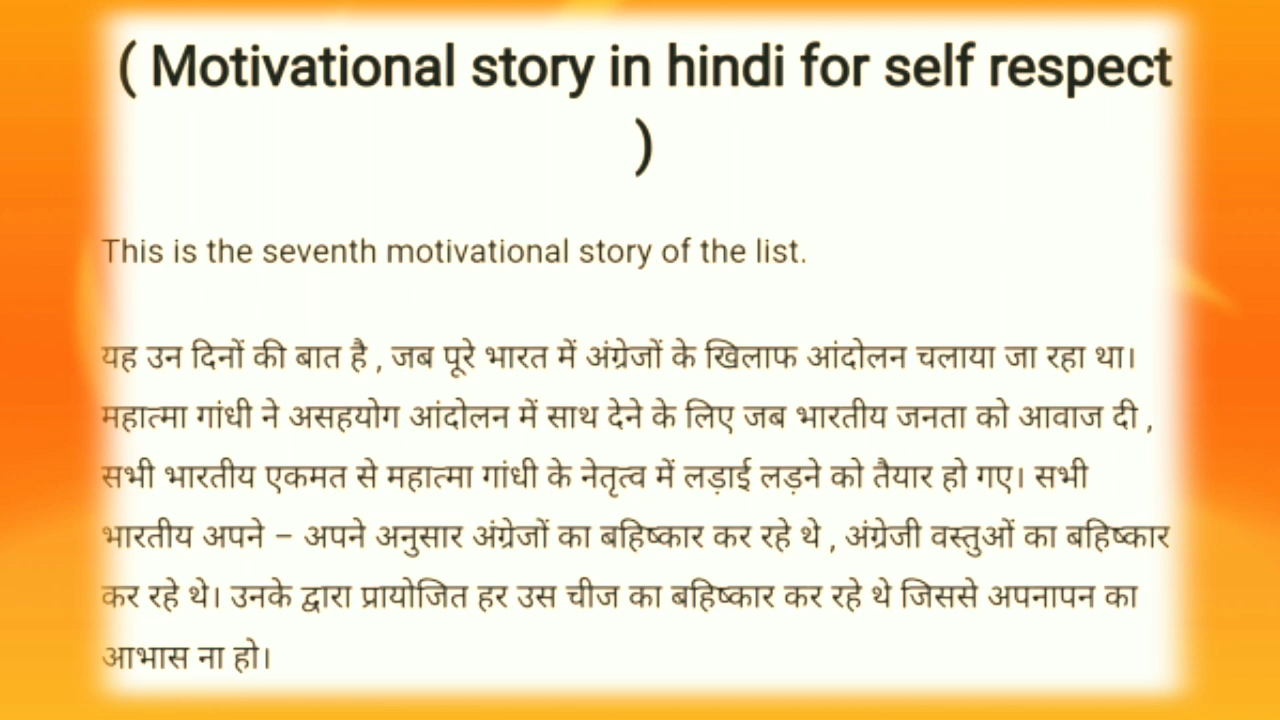 ( Motivational story in hindi for self respect
)
This is the seventh motivational story of the list.
यह उन दिनों की बात है , जब पूरे भारत में अंग्रेजों के खिलाफ आंदोलन चलाया जा रहा था।
महात्मा गांधी ने असहयोग आंदोलन में साथ देने के लिए जब भारतीय जनता को आवाज दी ,
सभी भारतीय एकमत से महात्मा गांधी के नेतृत्व में लड़ाई लड़ने को तैयार हो गए। सभी
भारतीय अपने – अपने अनुसार अंग्रेजों का बहिष्कार कर रहे थे , अंग्रेजी वस्तुओं का बहिष्कार
कर रहे थे। उनके द्वारा प्रायोजित हर उस चीज का बहिष्कार कर रहे थे जिससे अपनापन का
आभास ना हो।